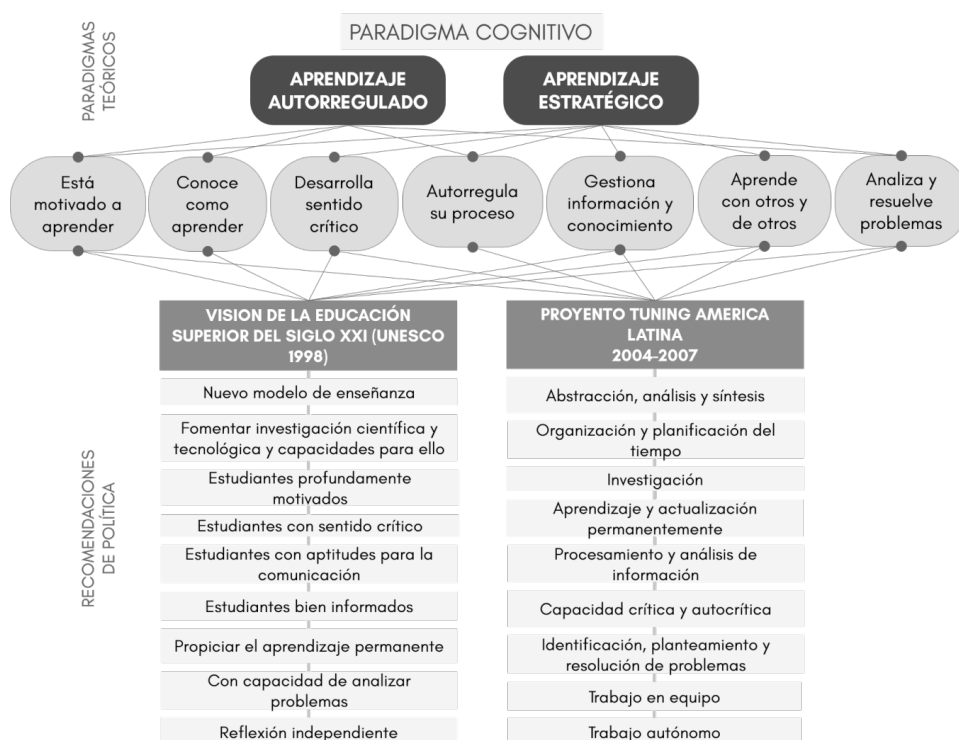 PARADIGMAS
TEÓRICOS
PARADIGMA COGNITIVO
APRENDIZAJE
AUTORREGULADO
APRENDIZAJE
ESTRATÉGICO
Está
motivado a
aprender
Conoce
como
aprender
Desarrolla
sentido
crítico
Autorregula
su proceso
Gestiona
información y
conocimiento
Aprende
con otros y
de otros
Analiza y
resuelve
problemas
RECOMENDACIONES
DE POLÍTICA
VISION DE LA EDUCACIÓN
SUPERIOR DEL SIGLO XXI (UNESCO
1998)
Nuevo modelo de enseñanza
Fomentar investigación científica y
tecnológica y capacidades para ello
Estudiantes profundamente
motivados
Estudiantes con sentido crítico
Estudiantes con aptitudes para la
comunicación
Estudiantes bien informados
Propiciar el aprendizaje permanente
Con capacidad de analizar
problemas
Reflexión independiente
PROYENTO TUNING AMERICA
LATINA
2004-2007
Abstracción, análisis y síntesis
Organización y planificación del
tiempo
Investigación
Aprendizaje y actualización
permanentemente
Procesamiento y análisis de
información
Capacidad crítica y autocrítica
Identificación, planteamiento y
resolución de problemas
Trabajo en equipo
Trabajo autónomo